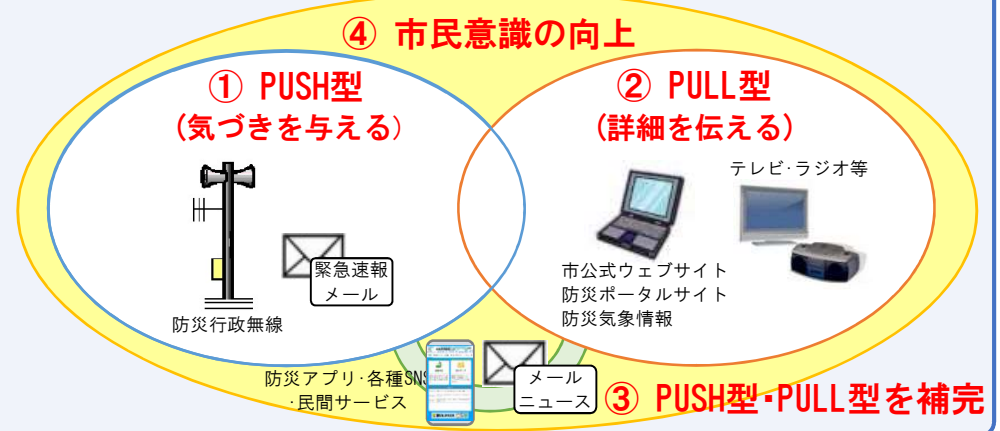 ④ 市民意識の向上
① PUSH型
(気づきを与える)
② PULL型
(詳細を伝える)
テレビ・ラジオ等
緊急速報
メール
防災行政無線
市公式ウェブサイト
防災ポータルサイト
防災気象情報
防災アプリ・各種SNS
・民間サービス
メール
ニュース
③ PUSH型・PULL型を補完